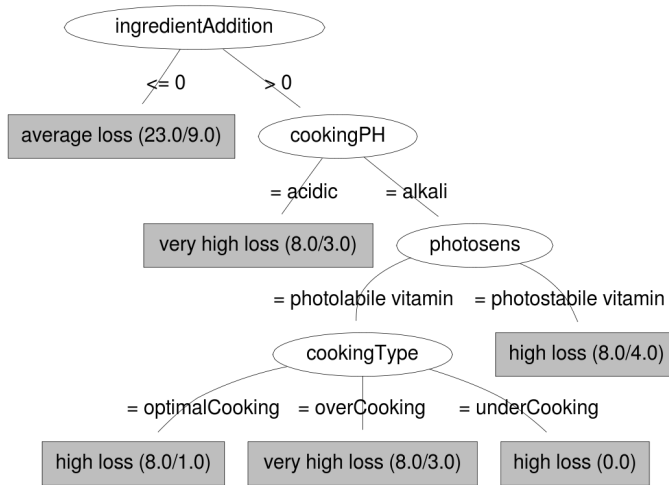 ingredientAddition
<= 0
> 0
average loss (23.0/9.0)
cookingPH
= acidic
= alkali
very high loss (8.0/3.0)
photosens
= photolabile vitamin
= photostabile vitamin
cookingType
high loss (8.0/4.0)
= optimalCooking
= overCooking
= underCooking
high loss (8.0/1.0)
very high loss (8.0/3.0)
high loss (0.0)